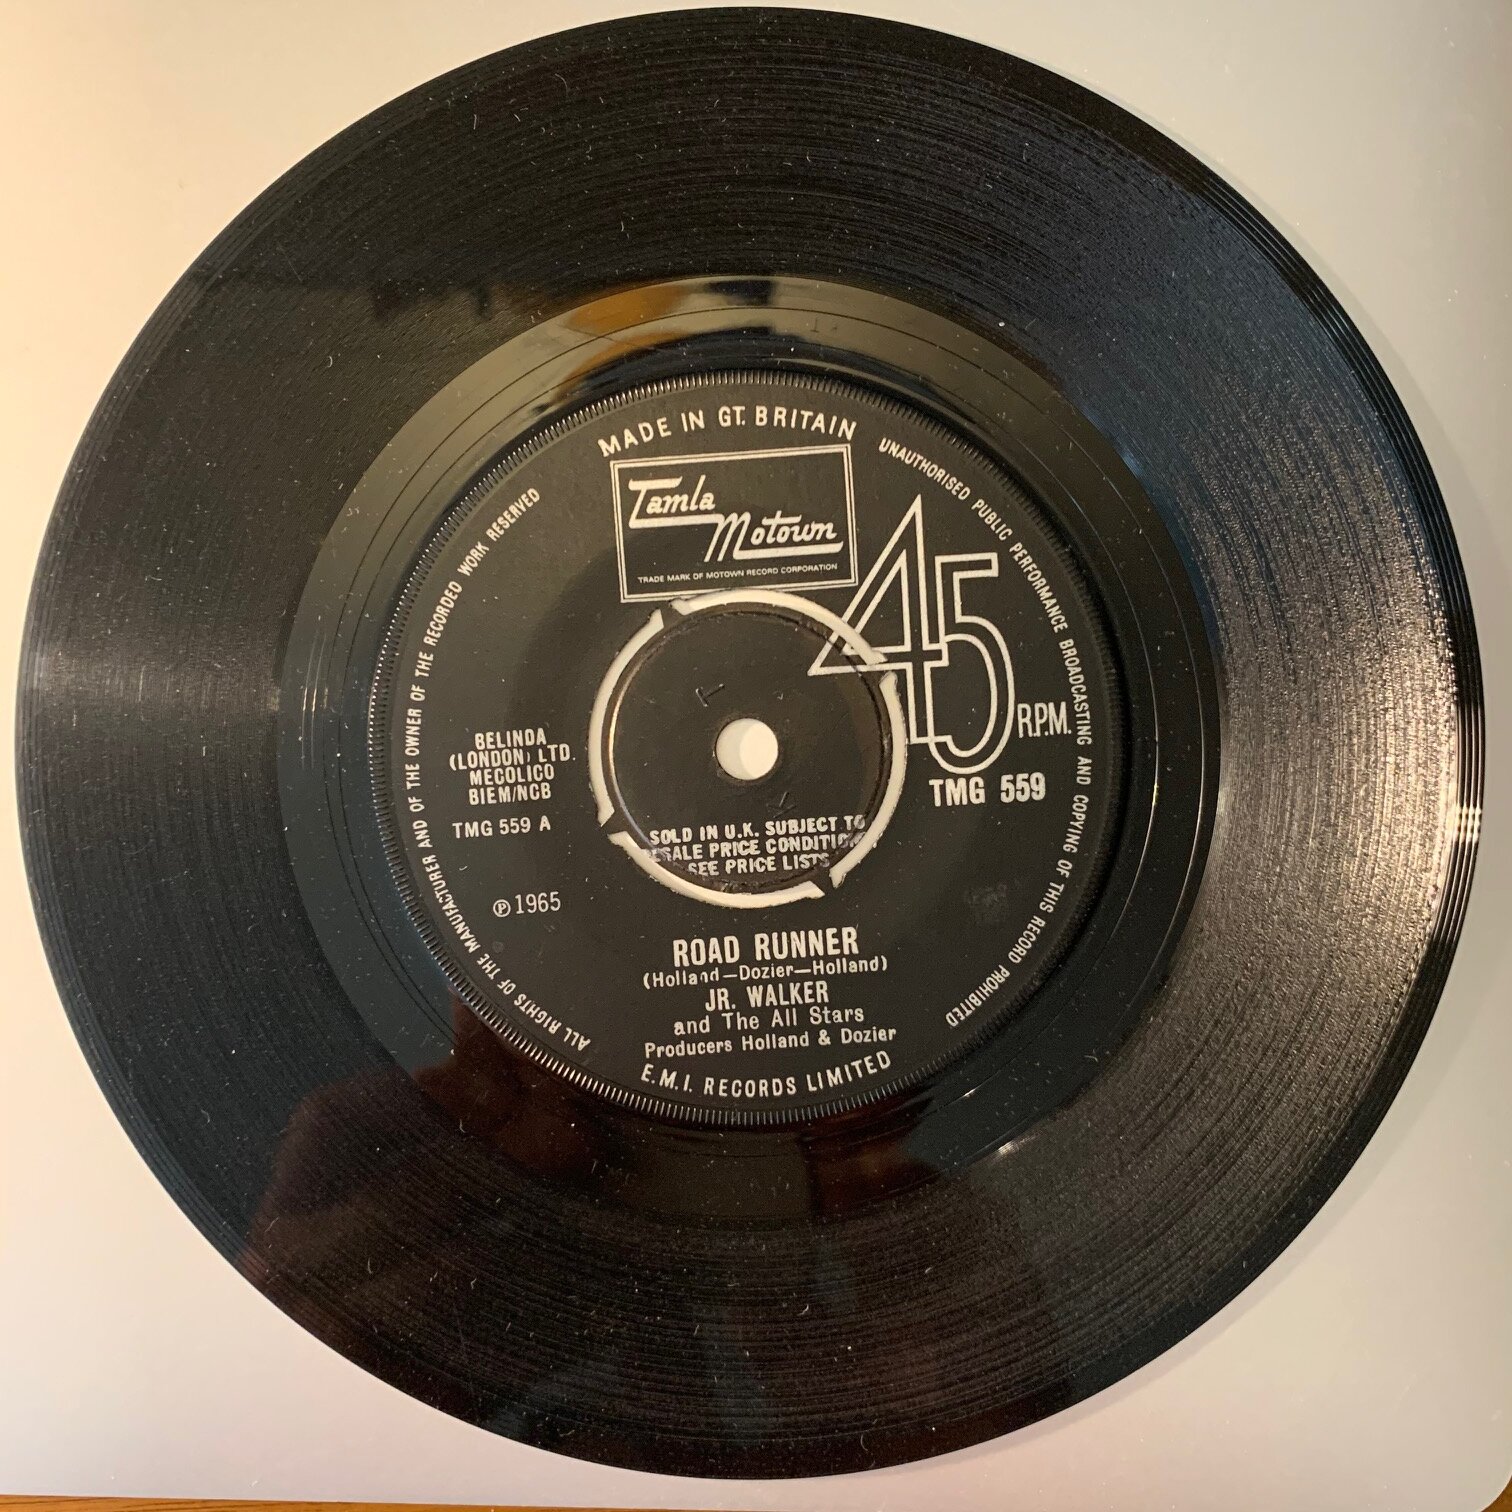 MADE IN GT. BRITAIN
Tamla
Motown
TRADE MARK OF MOTOWN RECORD CORPORATION
UNAUTHORISED PUBLIC PERFORMANCE BROADCASTING AND COPYING OF THIS RECORD PROHIBITED
ALL RIGHTS OF THE MANUFACTURER AND OF THE OWNER OF THE RECORDED WORK RESERVED
45
R.P.M.
TMG 559
BELINDA
(LONDON) LTD.
MECOLICO
BIEM/NCB
TMG 559 A
℗ 1965
T
SOLD IN U.K. SUBJECT TO
PRICE
SEE PRICE LISTS
ROAD RUNNER
(Holland—Dozier—Holland)
JR. WALKER
and The All Stars
Producers Holland & Dozier
E.M.I. RECORDS LIMITED